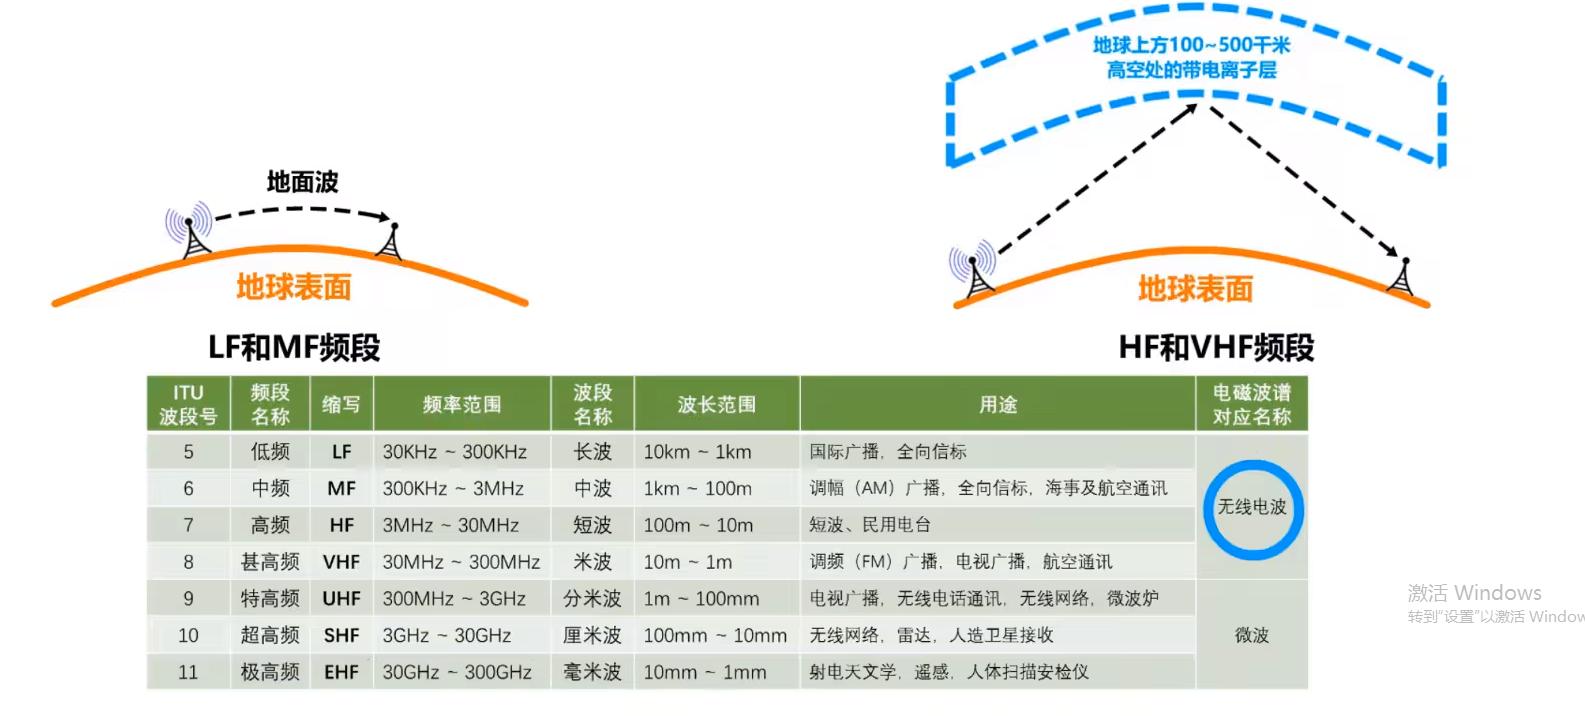 地球上方100~500千米
高空处的带电离子层
地面波
地球表面
地球表面
LF和MF频段
HF和VHF频段
ITU 波段号 频段名称 缩写 频率范围 波段名称 波长范围 用途 电磁波谱对应名称
5 低频 LF 30KHz ~ 300KHz 长波 10km ~ 1km 国际广播，全向信标
6 中频 MF 300KHz ~ 3MHz 中波 1km ~ 100m 调幅（AM）广播，全向信标，海事及航空通讯
无线电波
7 高频 HF 3MHz ~ 30MHz 短波 100m ~ 10m 短波、民用电台
8 甚高频 VHF 30MHz ~ 300MHz 米波 10m ~ 1m 调频（FM）广播，电视广播，航空通讯
9 特高频 UHF 300MHz ~ 3GHz 分米波 1m ~ 100mm 电视广播，无线电话通讯，无线网络，微波炉
10 超高频 SHF 3GHz ~ 30GHz 厘米波 100mm ~ 10mm 无线网络，雷达，人造卫星接收
微波
11 极高频 EHF 30GHz ~ 300GHz 毫米波 10mm ~ 1mm 射电天文学，遥感，人体扫描安检仪
激活 Windows
转到“设置”以激活 Window